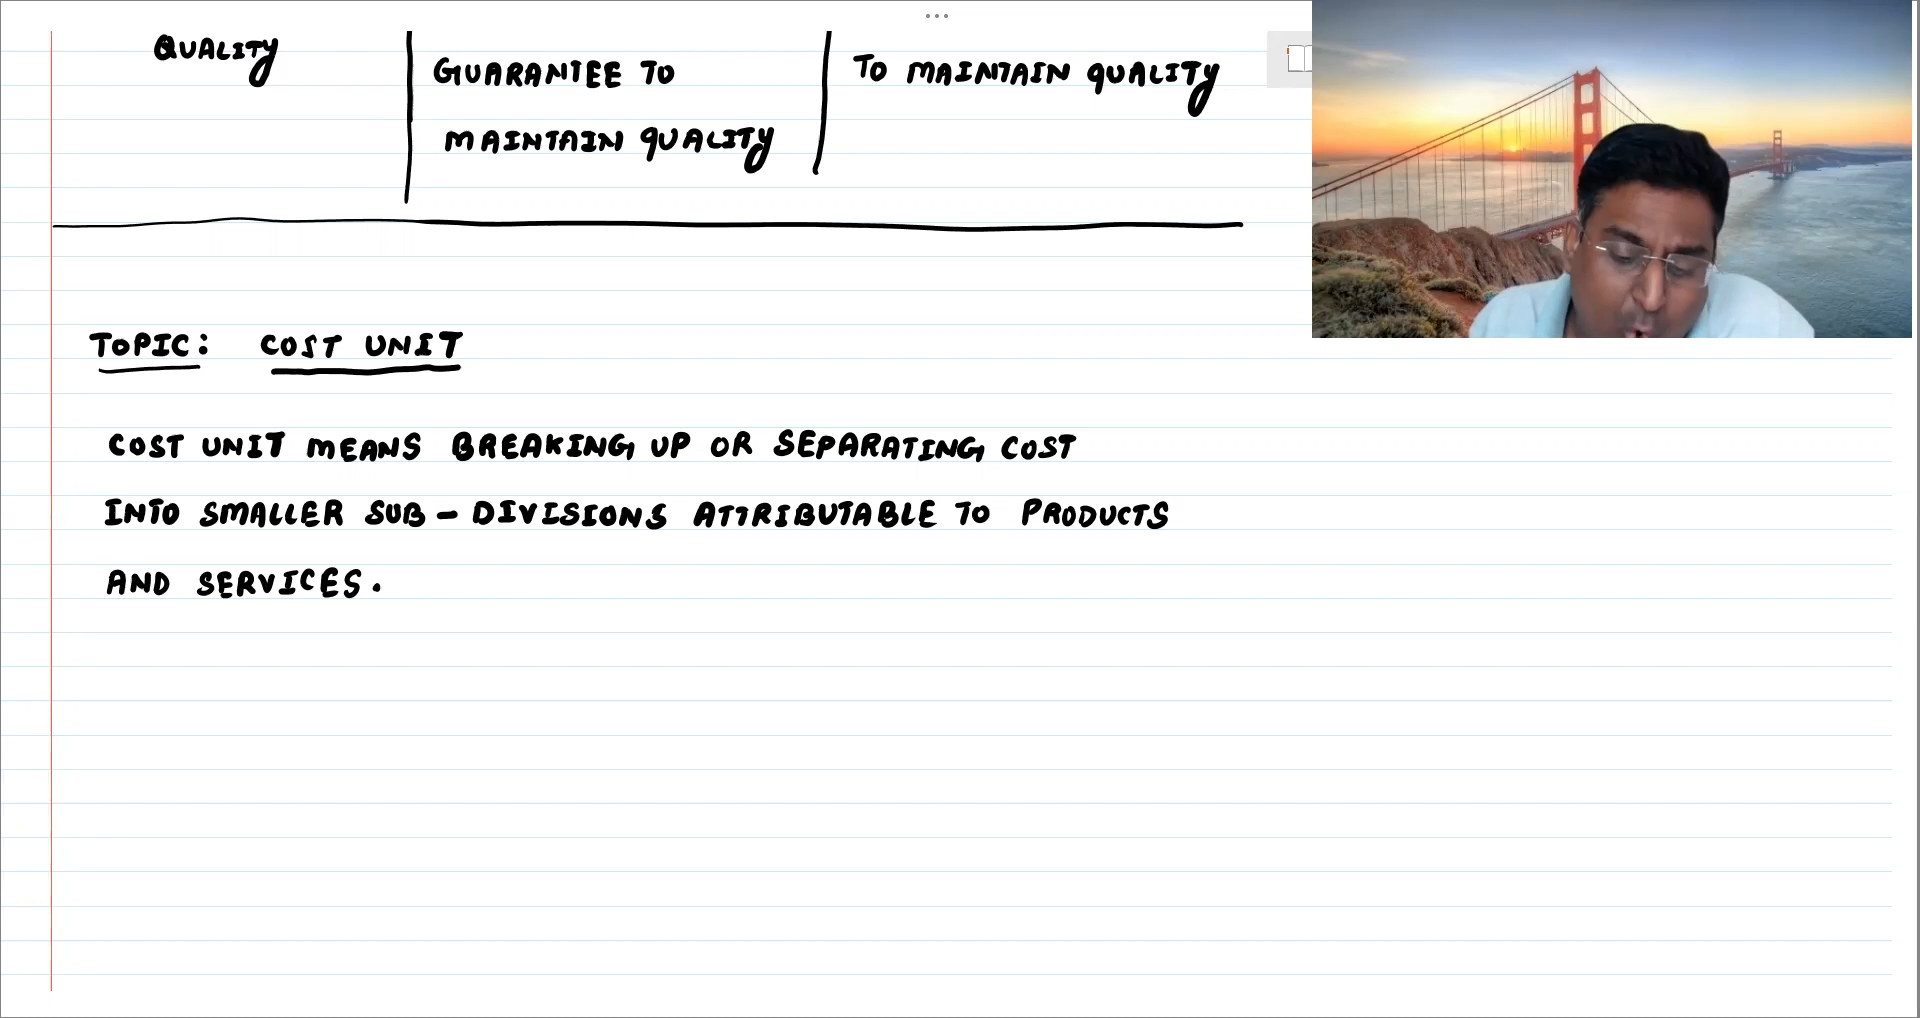 QUALITY
GUARANTEE TO
MAINTAIN QUALITY
TO MAINTAIN QUALITY
TOPIC: COST UNIT
COST UNIT MEANS BREAKING UP OR SEPARATING COST
INTO SMALLER SUB - DIVISIONS ATTRIBUTABLE TO PRODUCTS
AND SERVICES.